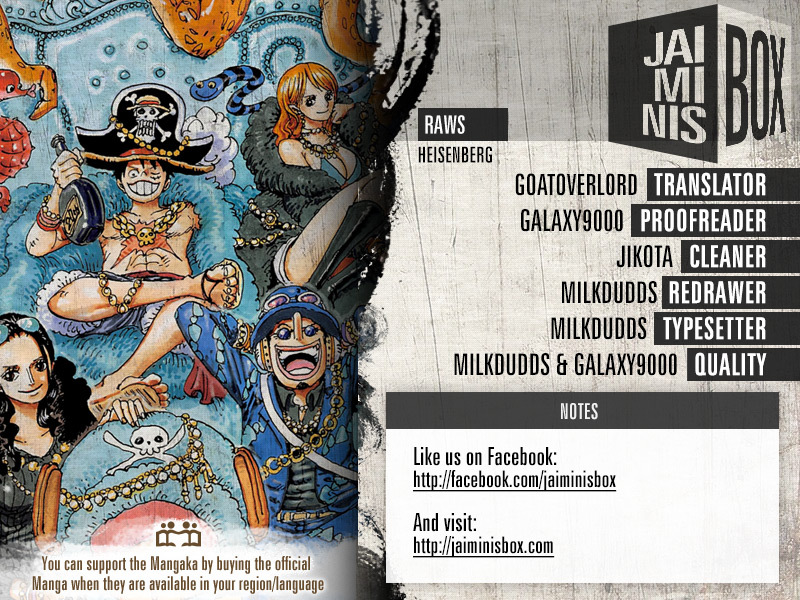 JAI
MI
NIS
BOX
RAWS
HEISENBERG
GOATOVERLORD TRANSLATOR
GALAXY9000 PROOFREADER
JIKOTA CLEANER
MILKDUDDS REDRAWER
MILKDUDDS TYPESETTER
MILKDUDDS & GALAXY9000 QUALITY
NOTES
Like us on Facebook:
http://facebook.com/jaiminisbox
And visit:
http://jaiminisbox.com
You can support the Mangaka by buying the official
Manga when they are available in your region/language